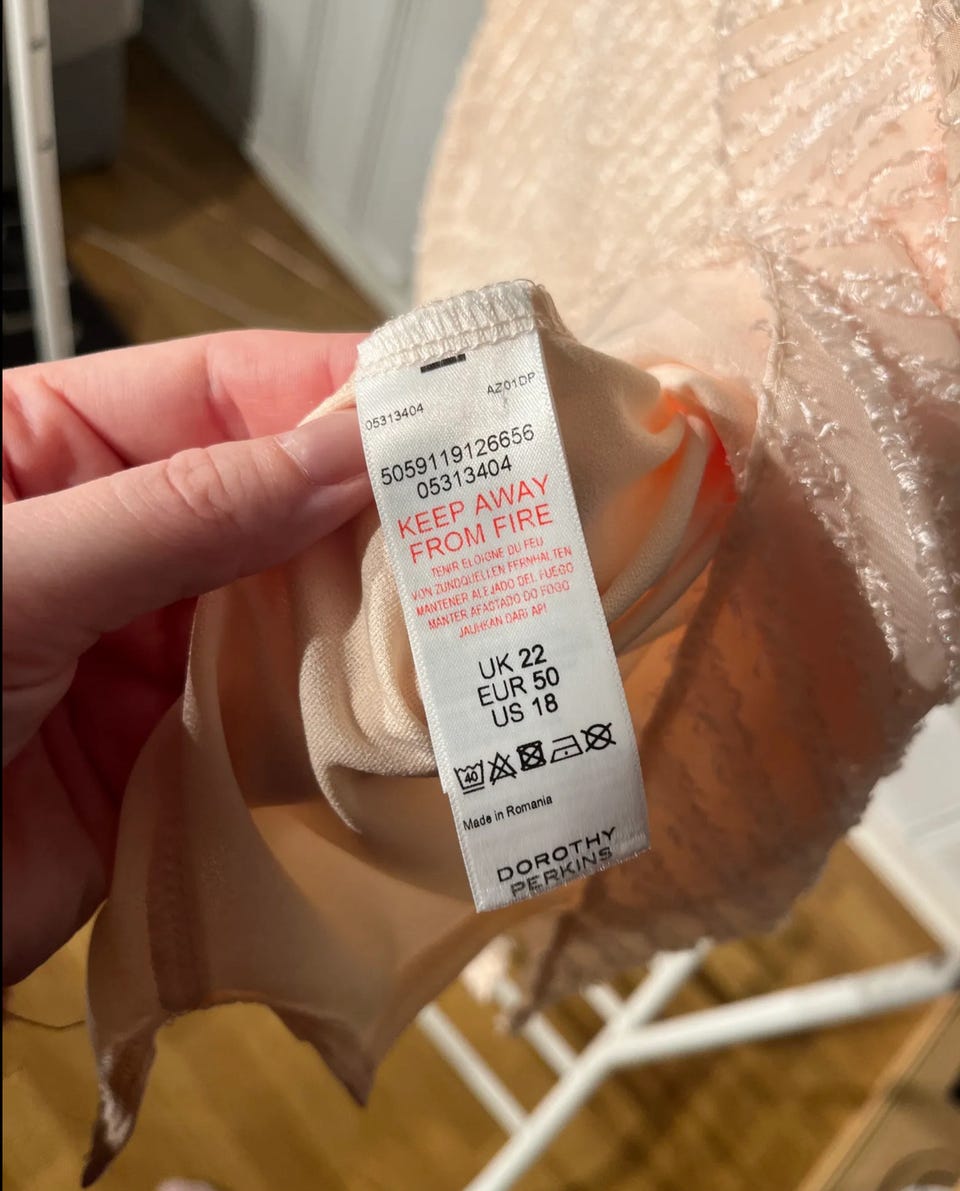 AZ01DP
05313404
5059119126656
05313404
KEEP AWAY
FROM FIRE
TENIR ELOIGNE DU FEU
VON ZUNDQUELLEN FERNHALTEN
MANTENER ALEJADO DEL FUEGO
MANTER AFASTADO DO FOGO
JAUHKAN DARI API
UK 22
EUR 50
US 18
40
Made in Romania
DOROTHY
PERKINS